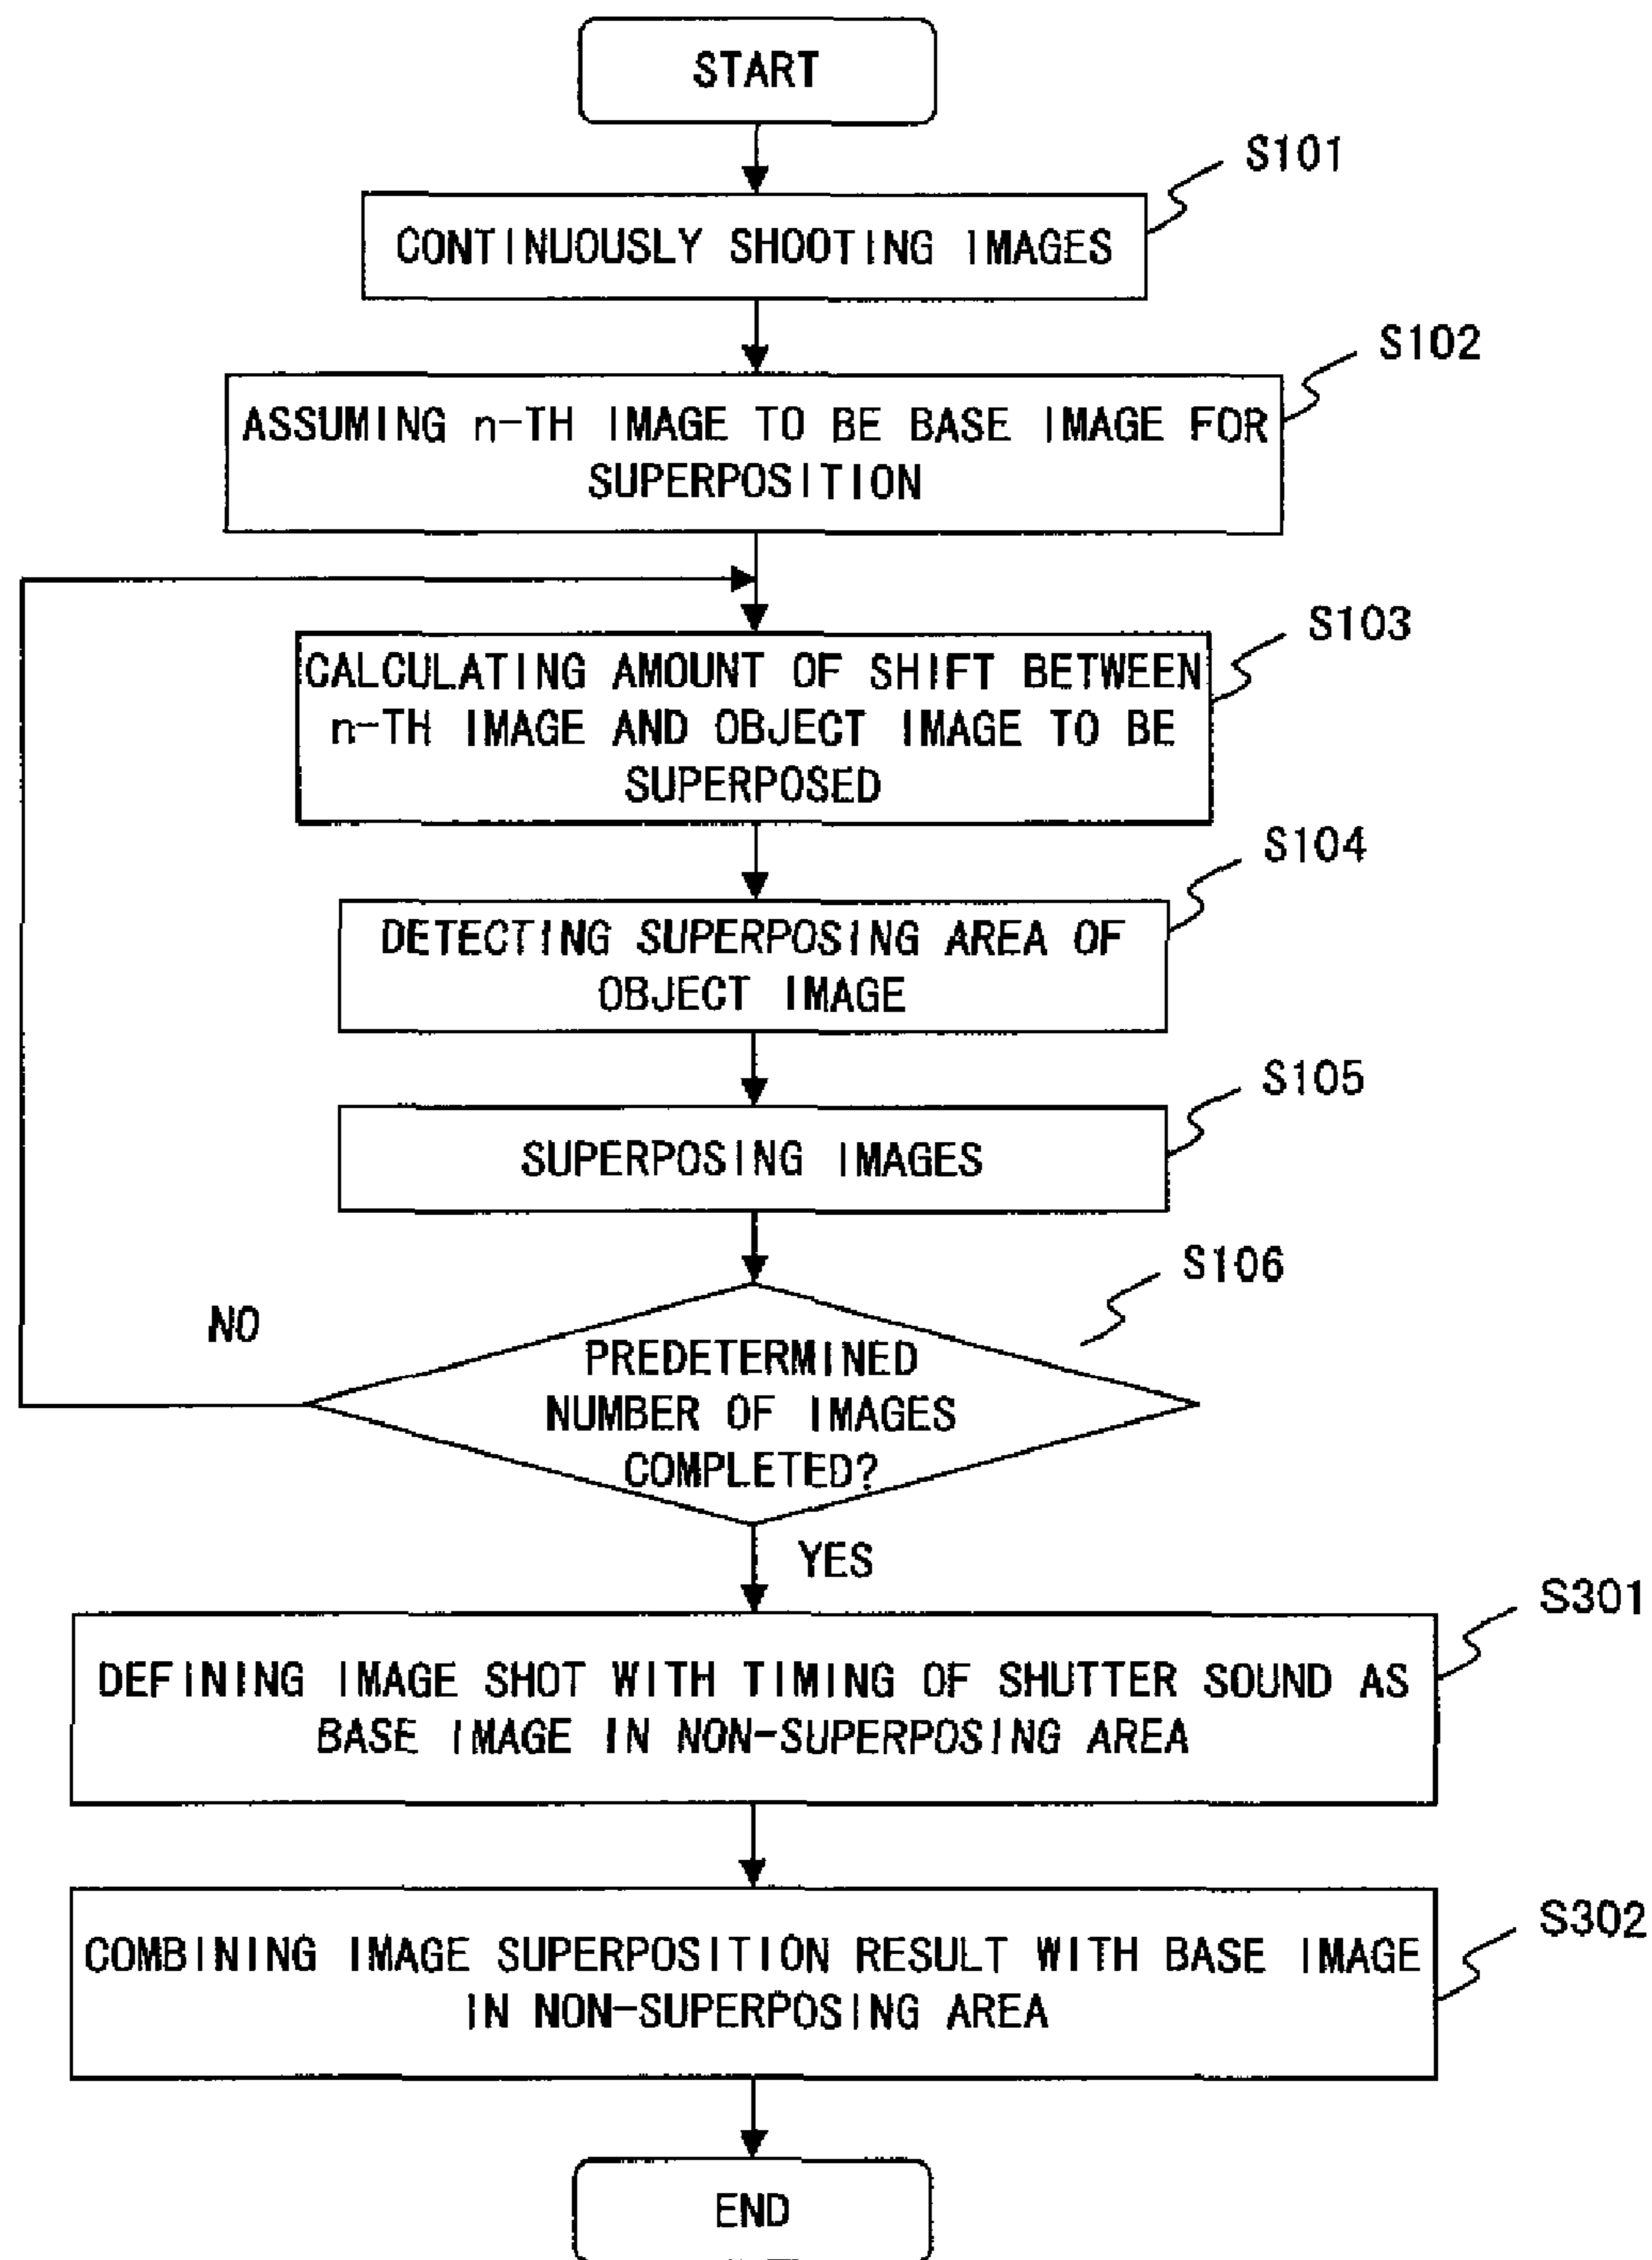 START
S101
CONTINUOUSLY SHOOTING IMAGES
S102
ASSUMING n-TH IMAGE TO BE BASE IMAGE FOR
SUPERPOSITION
S103
CALCULATING AMOUNT OF SHIFT BETWEEN
n-TH IMAGE AND OBJECT IMAGE TO BE
SUPERPOSED
S104
DETECTING SUPERPOSING AREA OF
OBJECT IMAGE
S105
SUPERPOSING IMAGES
S106
NO
PREDETERMINED
NUMBER OF IMAGES
COMPLETED?
YES
S301
DEFINING IMAGE SHOT WITH TIMING OF SHUTTER SOUND AS
BASE IMAGE IN NON-SUPERPOSING AREA
S302
COMBINING IMAGE SUPERPOSITION RESULT WITH BASE IMAGE
IN NON-SUPERPOSING AREA
END